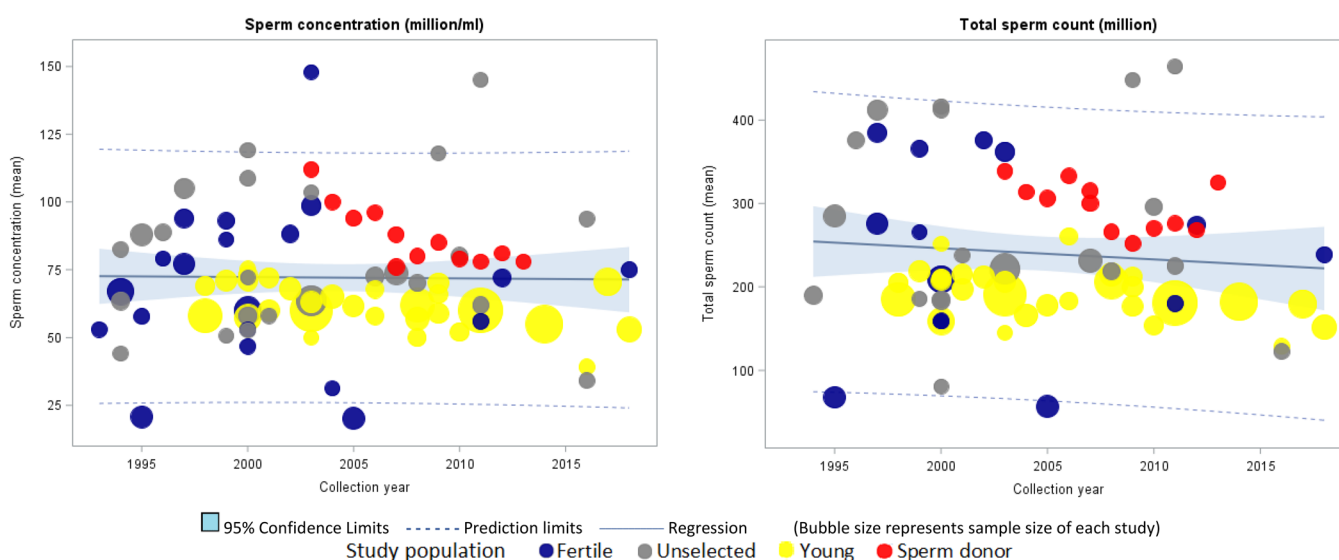 Sperm concentration (million/ml)
150
125
100
75
50
25
Sperm concentration (mean)
1995 2000 2005 2010 2015
Collection year
Total sperm count (million)
400
300
200
100
Total sperm count (mean)
1995 2000 2005 2010 2015
Collection year
95% Confidence Limits Prediction limits Regression (Bubble size represents sample size of each study)
Study population Fertile Unselected Young Sperm donor